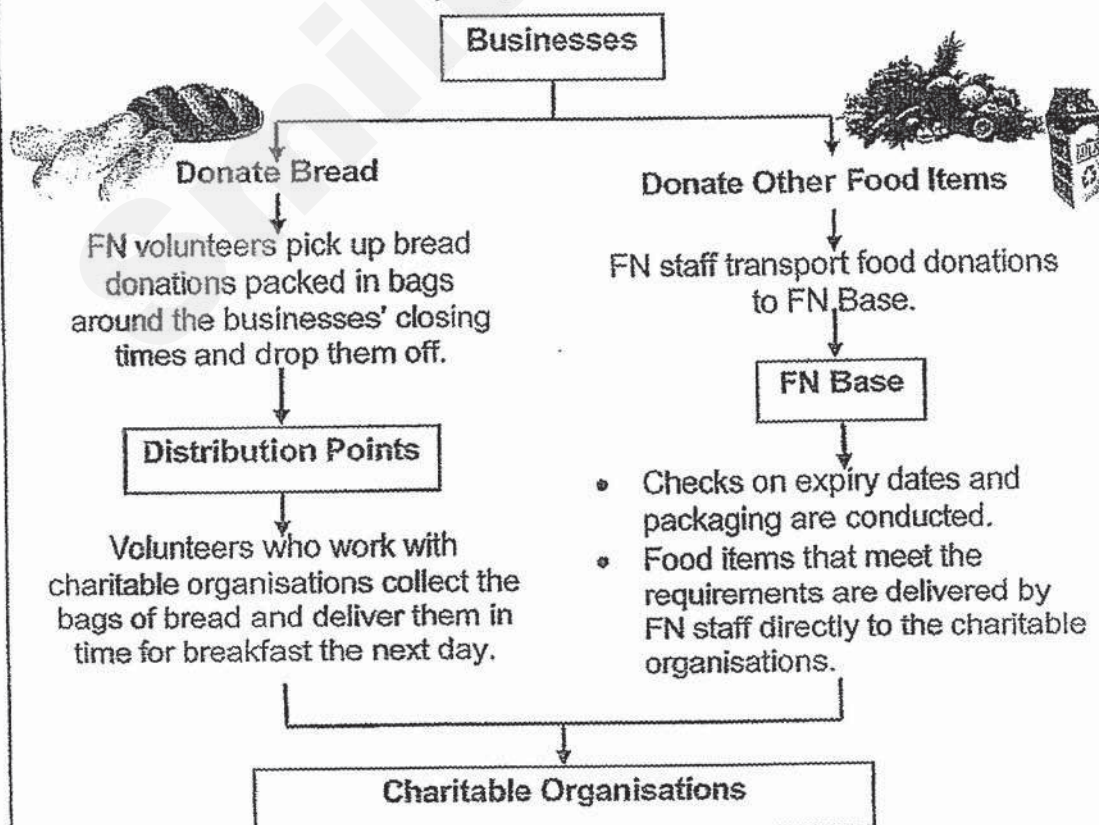 Businesses
Donate Bread
FN volunteers pick up bread
donations packed in bags
around the businesses' closing
times and drop them off.
Distribution Points
Volunteers who work with
charitable organisations collect the
bags of bread and deliver them in
time for breakfast the next day.
Donate Other Food Items
FN staff transport food donations
to FN Base.
FN Base
• Checks on expiry dates and
packaging are conducted.
• Food items that meet the
requirements are delivered by
FN staff directly to the charitable
organisations.
Charitable Organisations